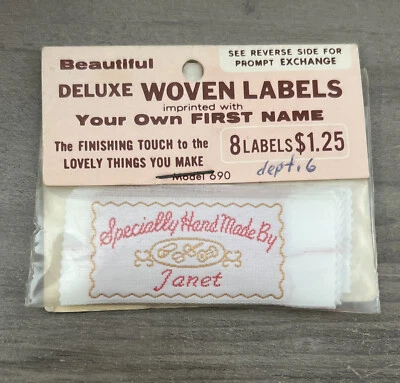 Beautiful
SEE REVERSE SIDE FOR
PROMPT EXCHANGE
DELUXE WOVEN LABELS
imprinted with
Your Own FIRST NAME
The FINISHING TOUCH to the
LOVELY THINGS YOU MAKE
8 LABELS $1.25
Model 690
dept. 6
Specially Hand Made By
Janet